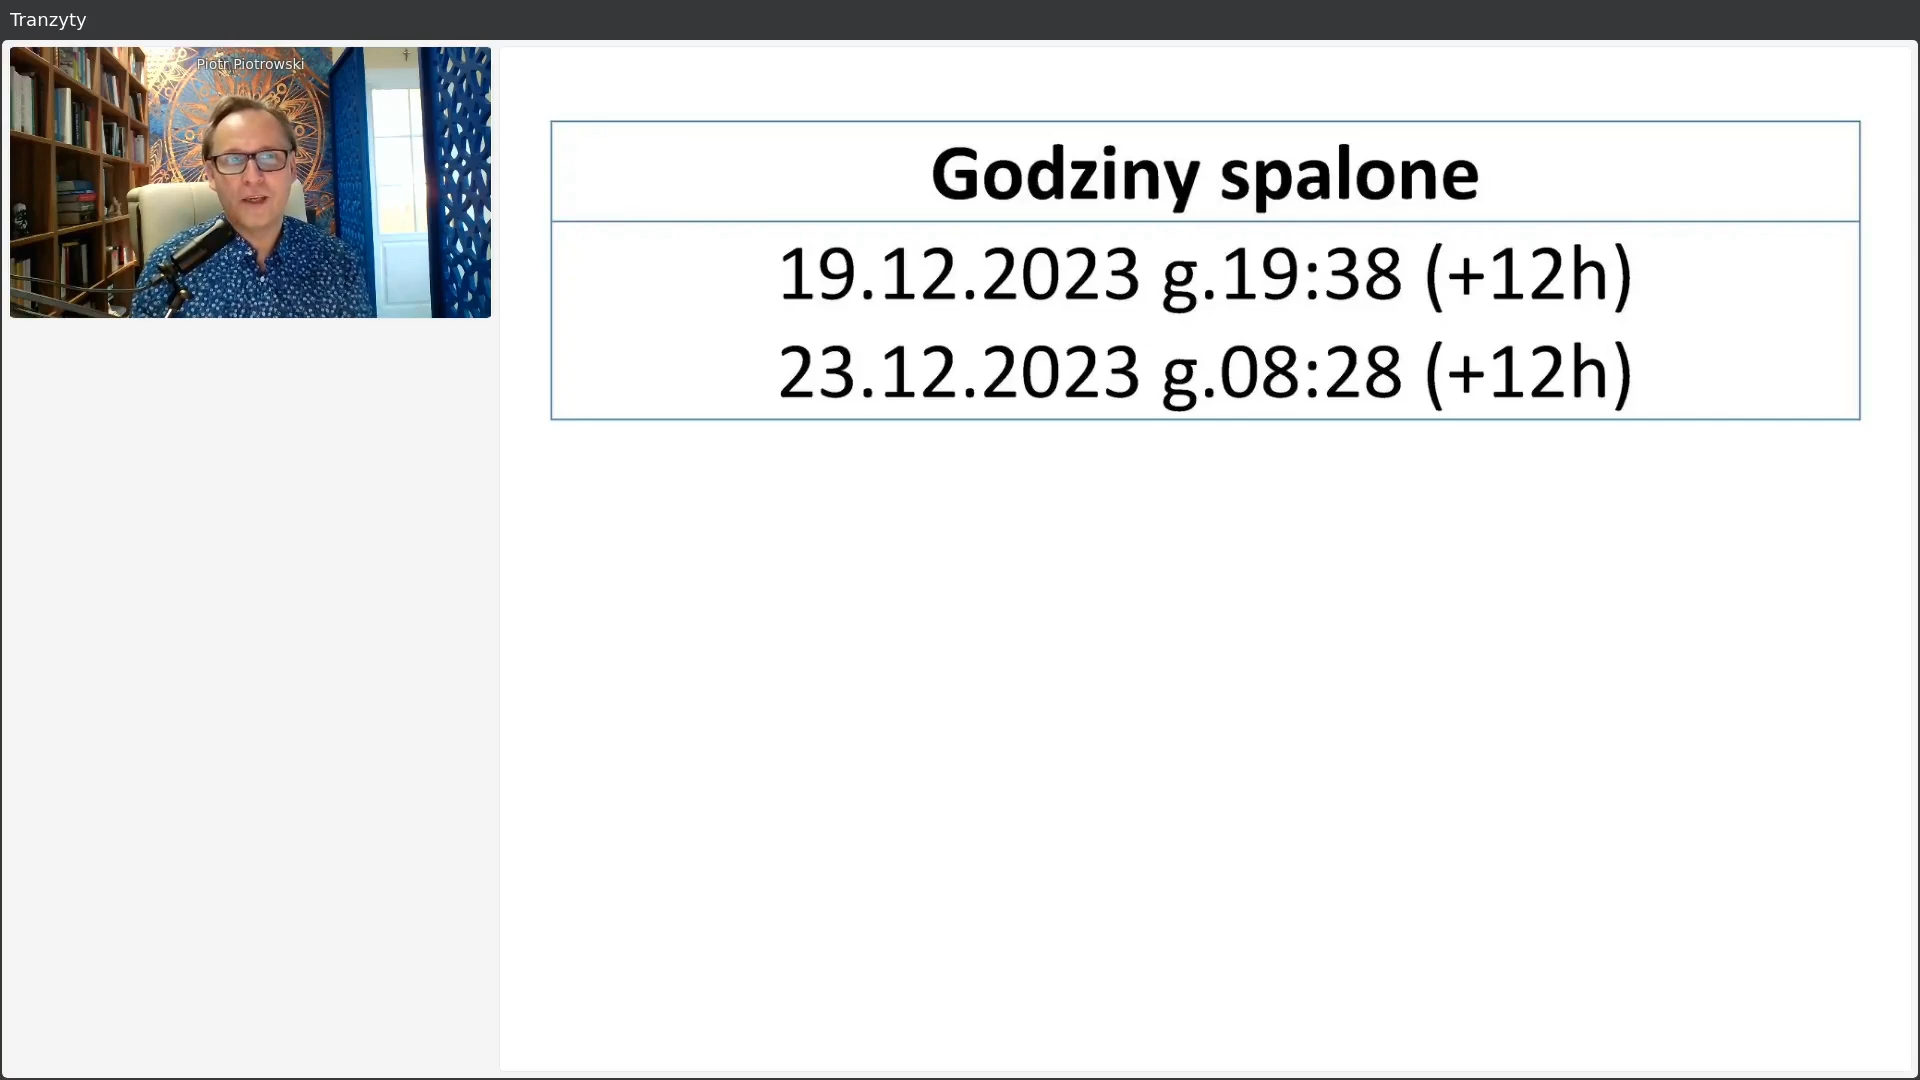 Tranzyty
Piotr Piotrowski
Godziny spalone
19.12.2023 g.19:38 (+12h)
23.12.2023 g.08:28 (+12h)